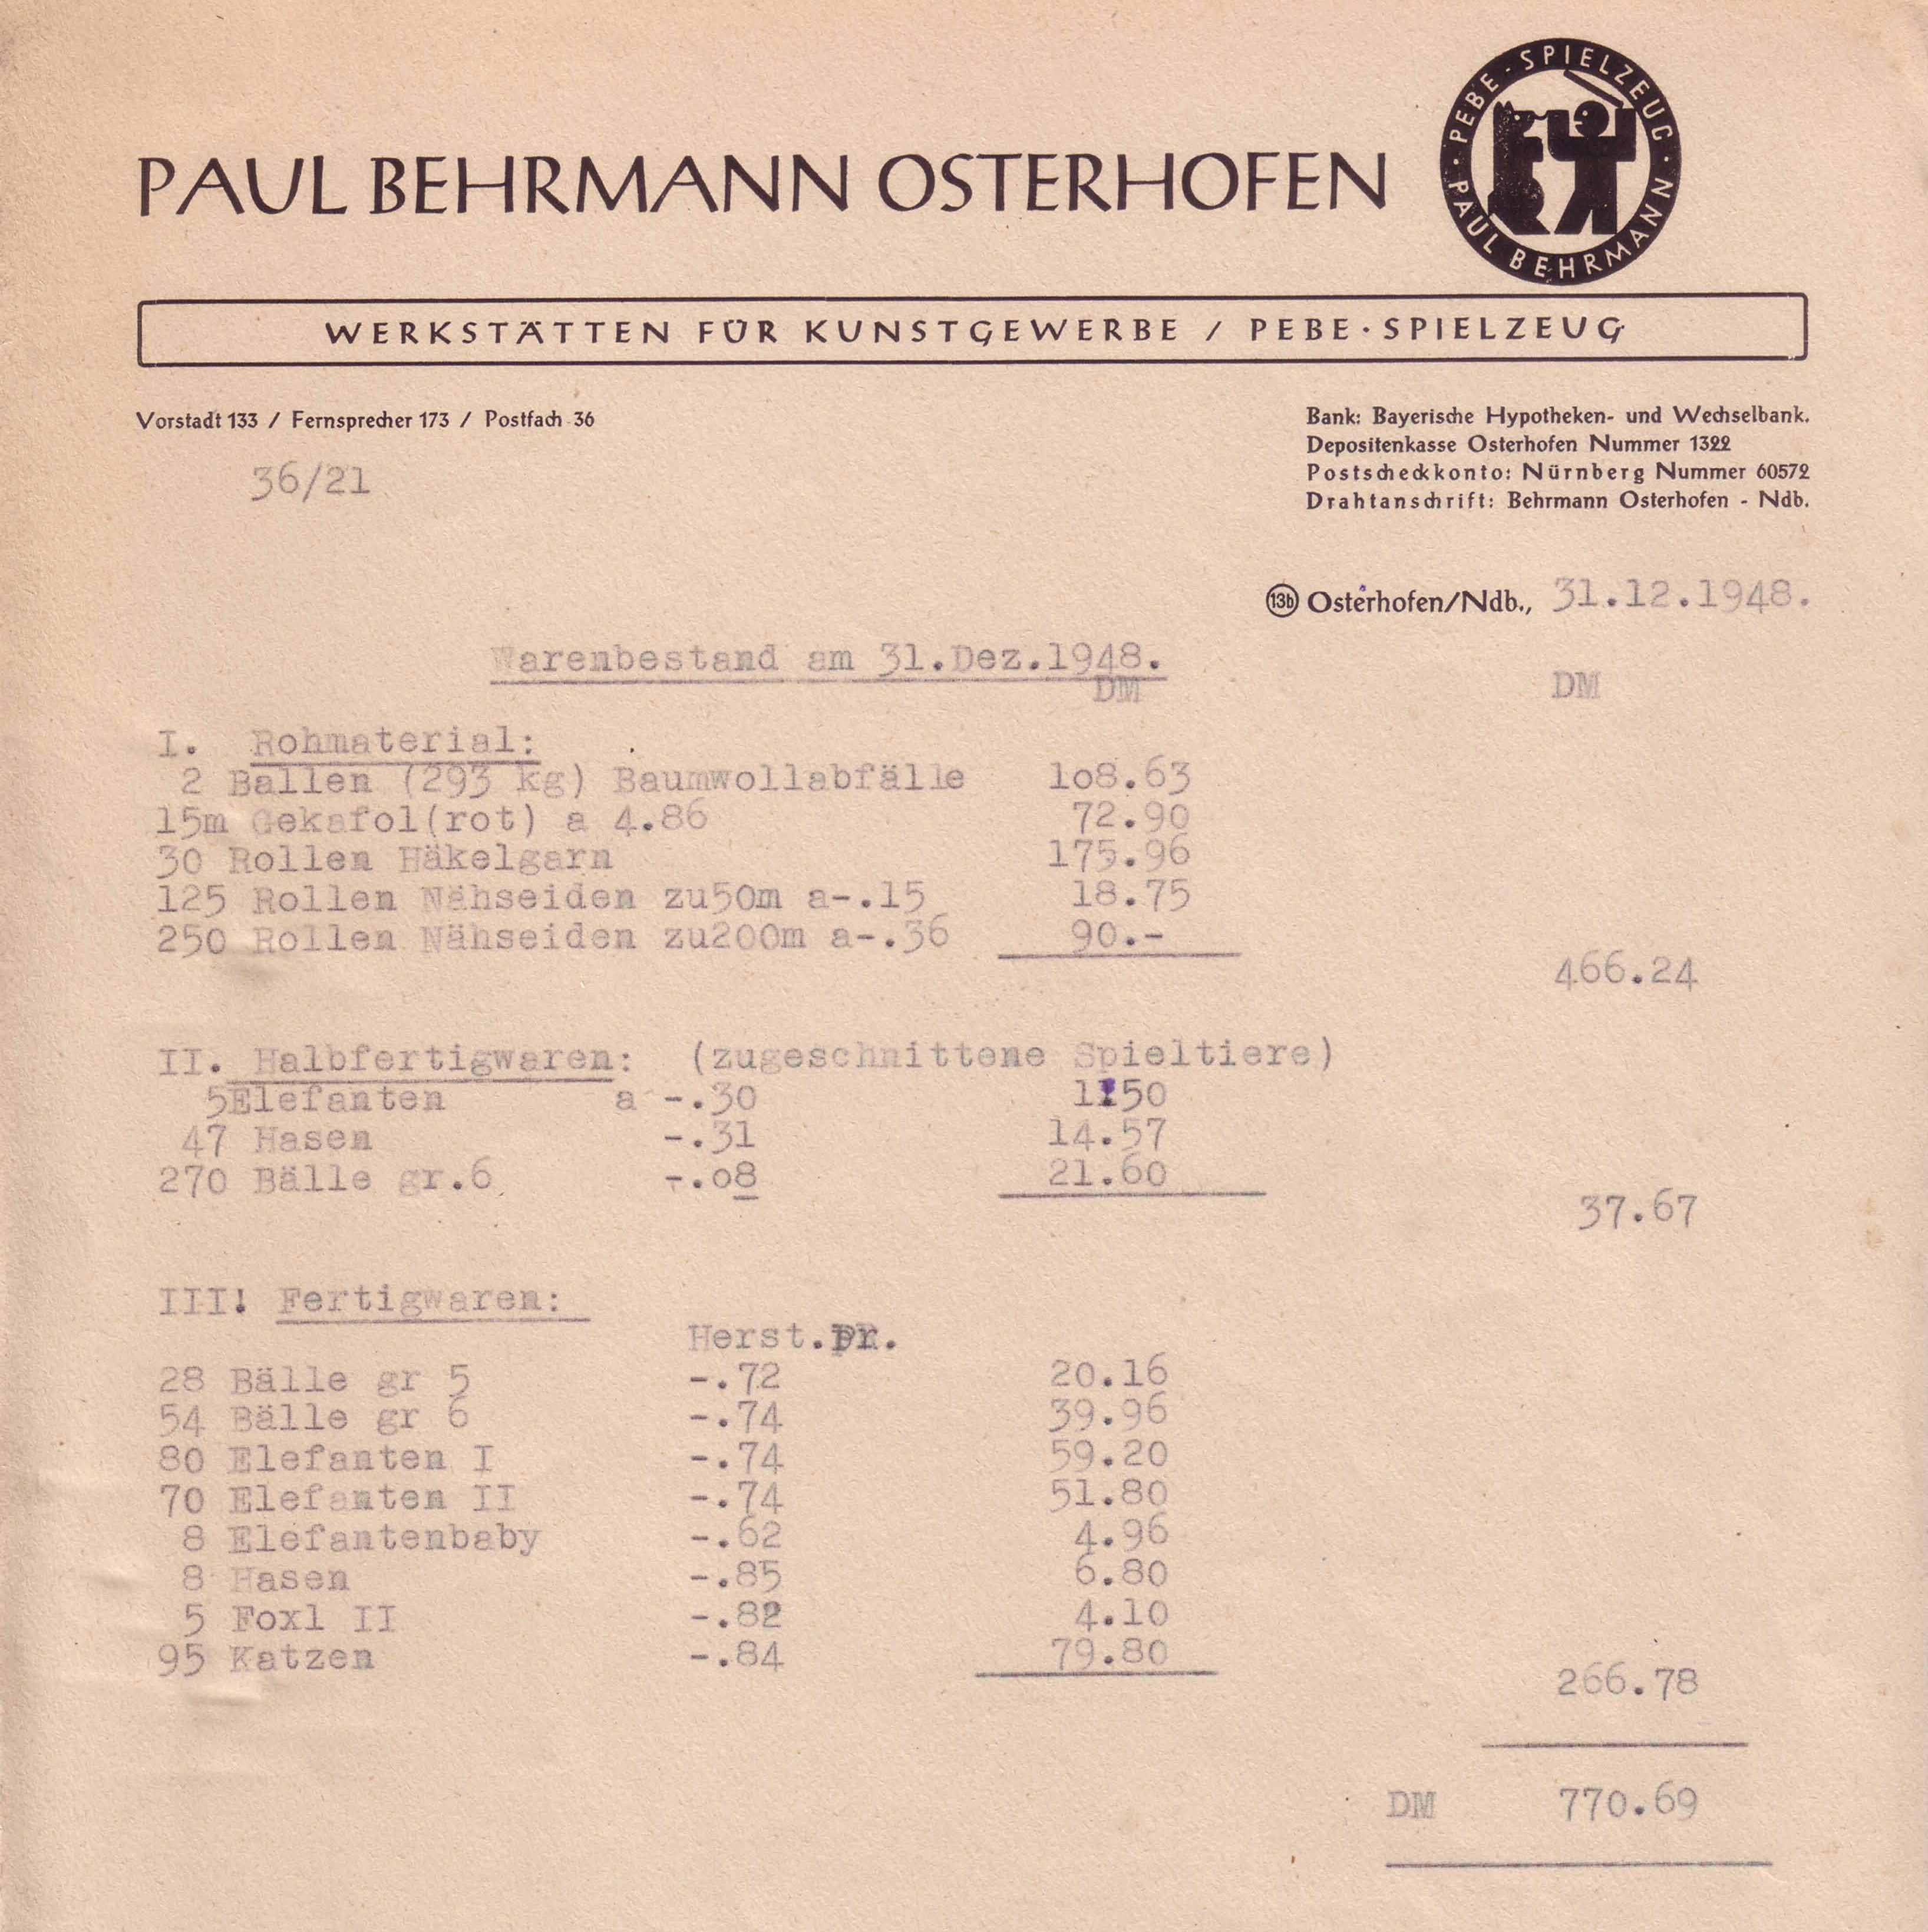 PEBE · SPIELZEUG · PAUL BEHRMANN ·
PAUL BEHRMANN OSTERHOFEN
WERKSTÄTTEN FÜR KUNSTGEWERBE / PEBE · SPIELZEUG
Vorstadt 133 / Fernsprecher 173 / Postfach 36
Bank: Bayerische Hypotheken- und Wechselbank.
Depositenkasse Osterhofen Nummer 1322
Postscheckkonto: Nürnberg Nummer 60572
Drahtanschrift: Behrmann Osterhofen - Ndb.
36/21
13b Osterhofen/Ndb., 31.12.1948.
Warenbestand am 31.Dez.1948.
DM DM
I. Rohmaterial:
2 Ballen (293 kg) Baumwollabfälle 1o8.63
15m Gekafol(rot) a 4.86 72.90
30 Rollen Häkelgarn 175.96
125 Rollen Nähseiden zu50m a-.15 18.75
250 Rollen Nähseiden zu200m a-.36 90.-
466.24
II. Halbfertigwaren: (zugeschnittene Spieltiere)
5Elefanten a -.30 1.50
47 Hasen -.31 14.57
270 Bälle gr.6 -.o8 21.60
37.67
III! Fertigwaren:
Herst.pr.
28 Bälle gr 5 -.72 20.16
54 Bälle gr 6 -.74 39.96
80 Elefanten I -.74 59.20
70 Elefanten II -.74 51.80
8 Elefantenbaby -.62 4.96
8 Hasen -.85 6.80
5 Foxl II -.82 4.10
95 Katzen -.84 79.80
266.78
DM 770.69